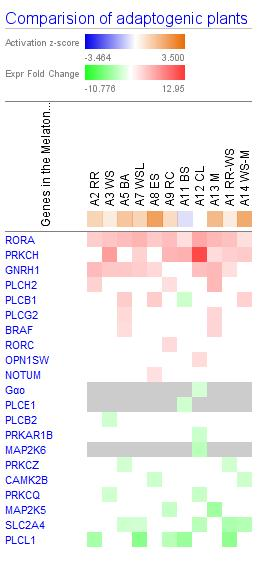 Comparision of adaptogenic plants
Activation z-score
-3.464 3.500
Expr Fold Change
-10.776 12.95
Genes in the Melaton...
A2 RR
A3 WS
A5 BA
A7 WSL
A8 ES
A9 RC
A11 BS
A12 CL
A13 M
A1 RR-WS
A14 WS-M
RORA
PRKCH
GNRH1
PLCH2
PLCB1
PLCG2
BRAF
RORC
OPN1SW
NOTUM
Gαo
PLCE1
PLCB2
PRKAR1B
MAP2K6
PRKCZ
CAMK2B
PRKCQ
MAP2K5
SLC2A4
PLCL1